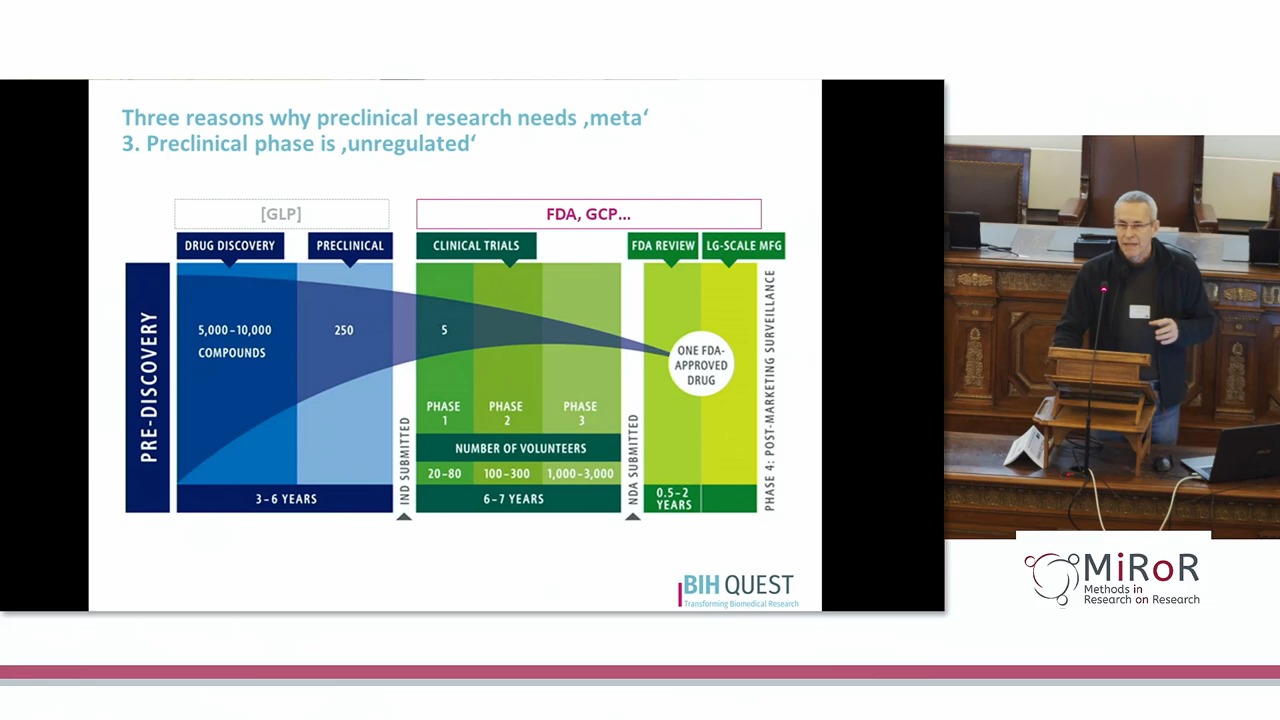 Three reasons why preclinical research needs ‚meta‘
3. Preclinical phase is ‚unregulated‘
[GLP]
FDA, GCP...
DRUG DISCOVERY
PRECLINICAL
CLINICAL TRIALS
FDA REVIEW
LG-SCALE MFG
PRE-DISCOVERY
5,000–10,000
COMPOUNDS
250
5
ONE FDA-
APPROVED
DRUG
PHASE
1
PHASE
2
PHASE
3
NUMBER OF VOLUNTEERS
20–80
100–300
1,000–3,000
3–6 YEARS
IND SUBMITTED
6–7 YEARS
NDA SUBMITTED
0.5–2
YEARS
PHASE 4: POST-MARKETING SURVEILLANCE
BIH QUEST
Transforming Biomedical Research
MiRoR
Methods in
Research on Research